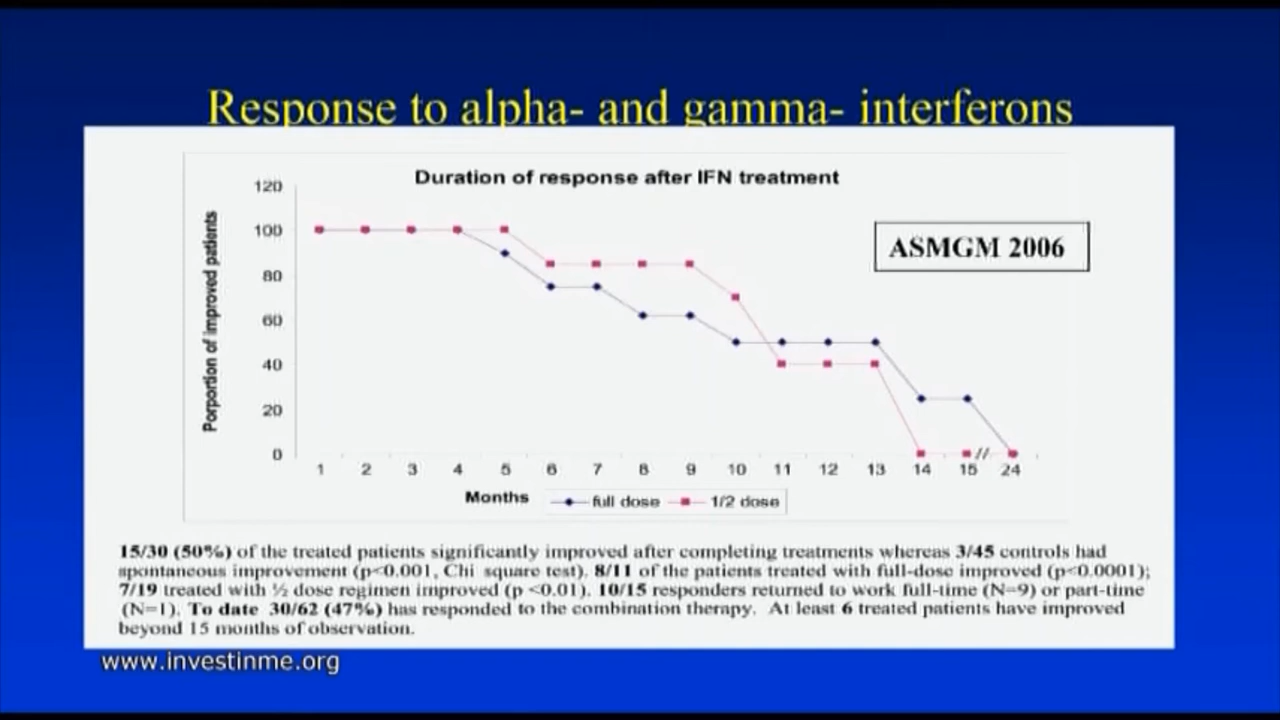 Response to alpha- and gamma- interferons
Duration of response after IFN treatment
ASMGM 2006
Porportion of improved patients
120
100
80
60
40
20
0
1 2 3 4 5 6 7 8 9 10 11 12 13 14 15 // 24
Months
full dose 1/2 dose
15/30 (50%) of the treated patients significantly improved after completing treatments whereas 3/45 controls had
spontaneous improvement (p<0.001, Chi square test). 8/11 of the patients treated with full-dose improved (p<0.0001);
7/19 treated with ½ dose regimen improved (p <0.01). 10/15 responders returned to work full-time (N=9) or part-time
(N=1). To date 30/62 (47%) has responded to the combination therapy. At least 6 treated patients have improved
beyond 15 months of observation.
www.investinme.org